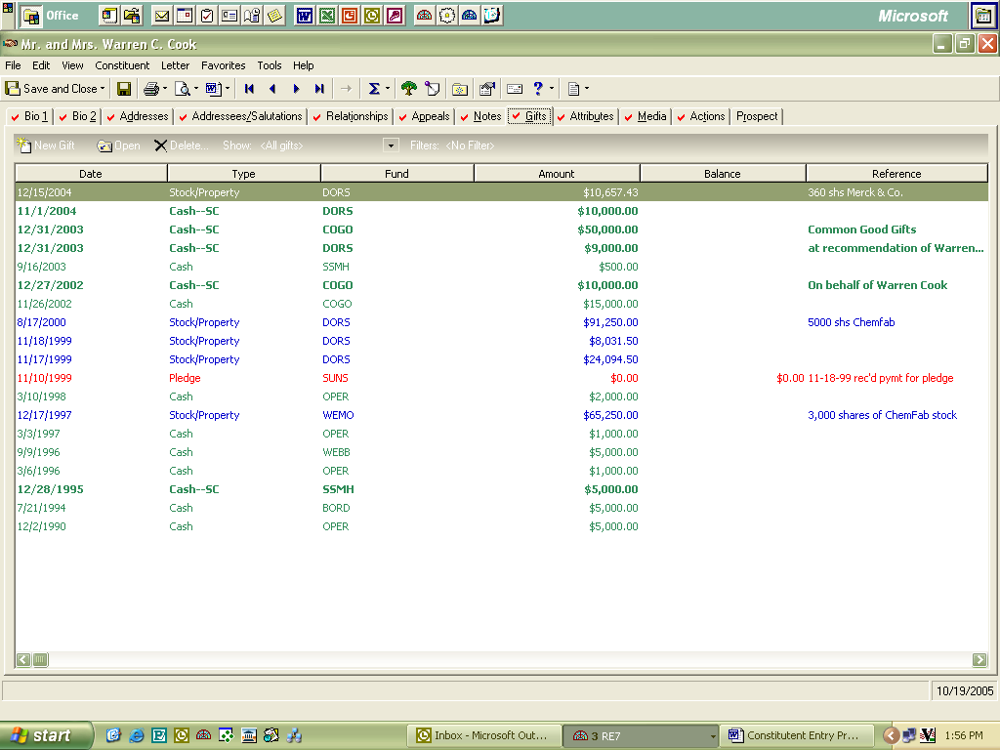 Office Microsoft
Mr. and Mrs. Warren C. Cook
File Edit View Constituent Letter Favorites Tools Help
Save and Close
Bio 1 Bio 2 Addresses Addressees/Salutations Relationships Appeals Notes Gifts Attributes Media Actions Prospect
New Gift Open Delete... Show: <All gifts> Filters: <No Filter>
Date Type Fund Amount Balance Reference
12/15/2004 Stock/Property DORS $10,657.43 360 shs Merck & Co.
11/1/2004 Cash--SC DORS $10,000.00
12/31/2003 Cash--SC COGO $50,000.00 Common Good Gifts
12/31/2003 Cash--SC DORS $9,000.00 at recommendation of Warren...
9/16/2003 Cash SSMH $500.00
12/27/2002 Cash--SC COGO $10,000.00 On behalf of Warren Cook
11/26/2002 Cash COGO $15,000.00
8/17/2000 Stock/Property DORS $91,250.00 5000 shs Chemfab
11/18/1999 Stock/Property DORS $8,031.50
11/17/1999 Stock/Property DORS $24,094.50
11/10/1999 Pledge SUNS $0.00 $0.00 11-18-99 rec'd pymt for pledge
3/10/1998 Cash OPER $2,000.00
12/17/1997 Stock/Property WEMO $65,250.00 3,000 shares of ChemFab stock
3/3/1997 Cash OPER $1,000.00
9/9/1996 Cash WEBB $5,000.00
3/6/1996 Cash OPER $1,000.00
12/28/1995 Cash--SC SSMH $5,000.00
7/21/1994 Cash BORD $5,000.00
12/2/1990 Cash OPER $5,000.00
10/19/2005
start Inbox - Microsoft Out... 3 RE7 Constitutent Entry Pr... 1:56 PM